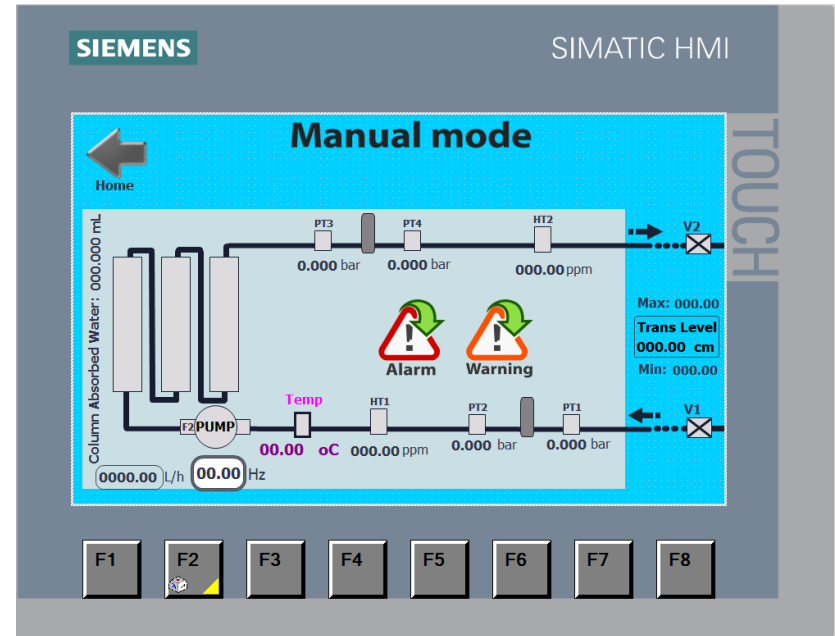 SIEMENS
SIMATIC HMI
TOUCH
Manual mode
Home
PT3
PT4
HT2
V2
0.000 bar
0.000 bar
000.00 ppm
Column Absorbed Water: 000.000 mL
Max: 000.00
Trans Level
000.00 cm
Min: 000.00
Alarm
Warning
Temp
HT1
PT2
PT1
V1
F2
PUMP
00.00 oC
000.00 ppm
0.000 bar
0.000 bar
0000.00 L/h
00.00 Hz
F1
F2
F3
F4
F5
F6
F7
F8